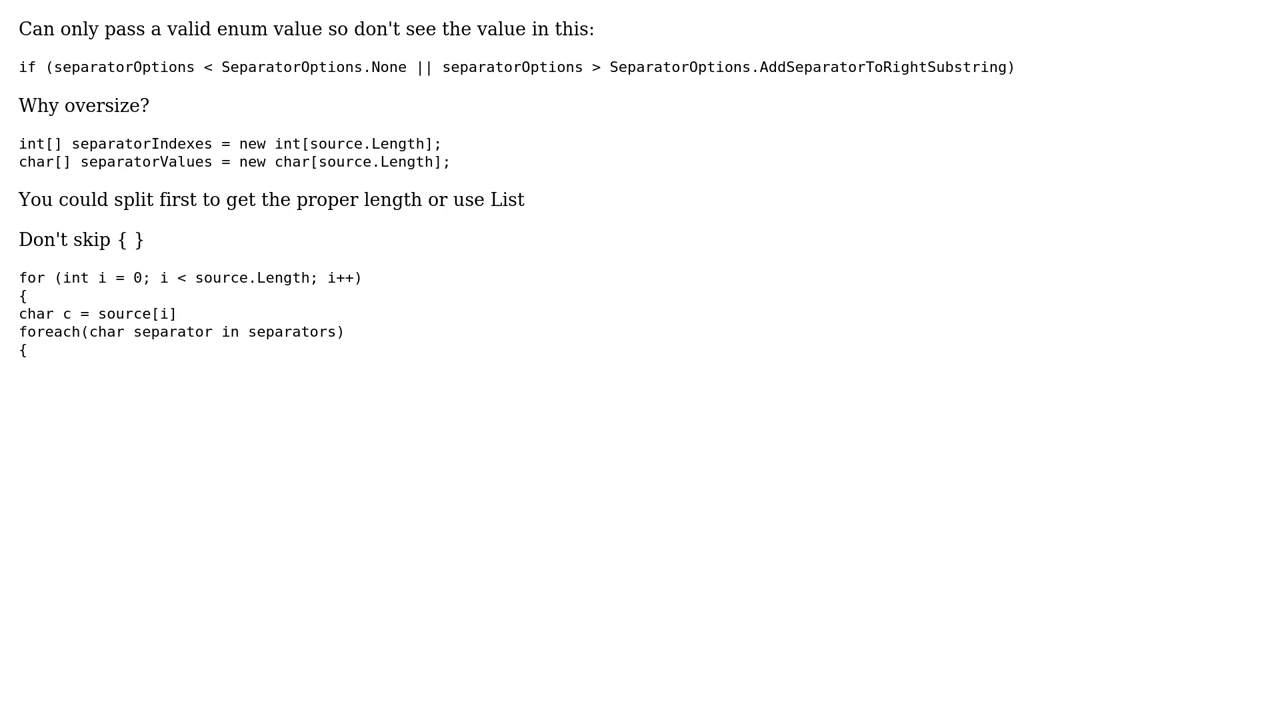 Can only pass a valid enum value so don't see the value in this:
if (separatorOptions < SeparatorOptions.None || separatorOptions > SeparatorOptions.AddSeparatorToRightSubstring)
Why oversize?
int[] separatorIndexes = new int[source.Length];
char[] separatorValues = new char[source.Length];
You could split first to get the proper length or use List
Don't skip { }
for (int i = 0; i < source.Length; i++)
{
char c = source[i]
foreach(char separator in separators)
{